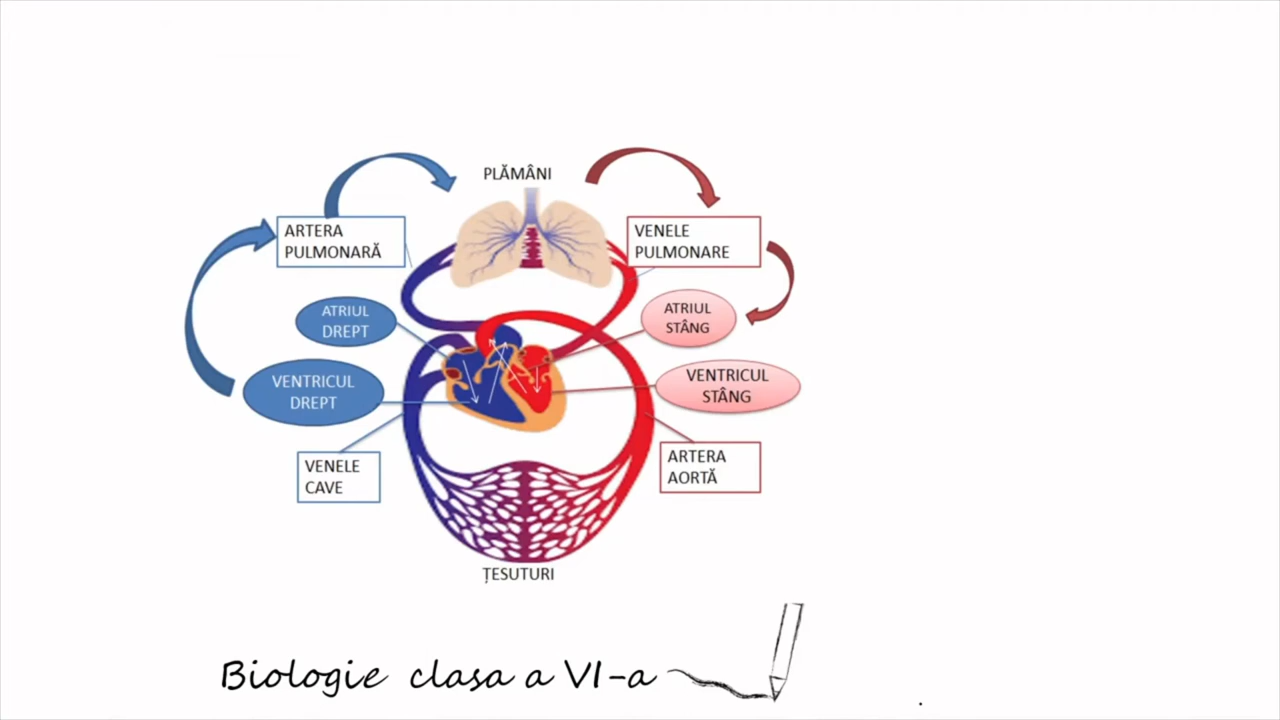 PLĂMÂNI
ARTERA
PULMONARĂ
VENELE
PULMONARE
ATRIUL
DREPT
ATRIUL
STÂNG
VENTRICUL
DREPT
VENTRICUL
STÂNG
VENELE
CAVE
ARTERA
AORTĂ
ȚESUTURI
Biologie clasa a VI-a